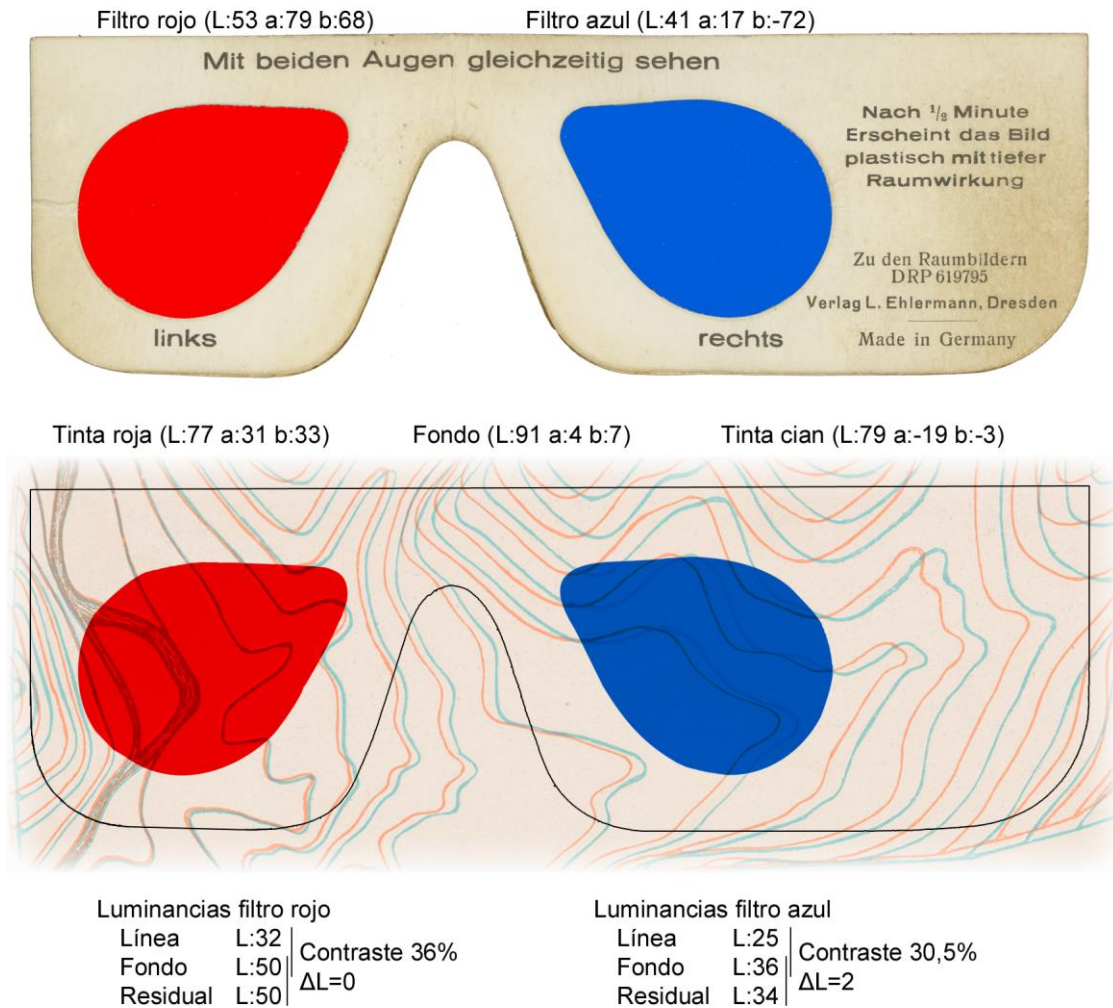 Filtro rojo (L:53 a:79 b:68)
Filtro azul (L:41 a:17 b:-72)
Mit beiden Augen gleichzeitig sehen
Nach 1/2 Minute
Erscheint das Bild
plastisch mit tiefer
Raumwirkung
Zu den Raumbildern
DRP 619795
Verlag L. Ehlermann, Dresden
Made in Germany
links
rechts
Tinta roja (L:77 a:31 b:33)
Fondo (L:91 a:4 b:7)
Tinta cian (L:79 a:-19 b:-3)
Luminancias filtro rojo
Línea L:32
Fondo L:50
Residual L:50
Contraste 36%
ΔL=0
Luminancias filtro azul
Línea L:25
Fondo L:36
Residual L:34
Contraste 30,5%
ΔL=2